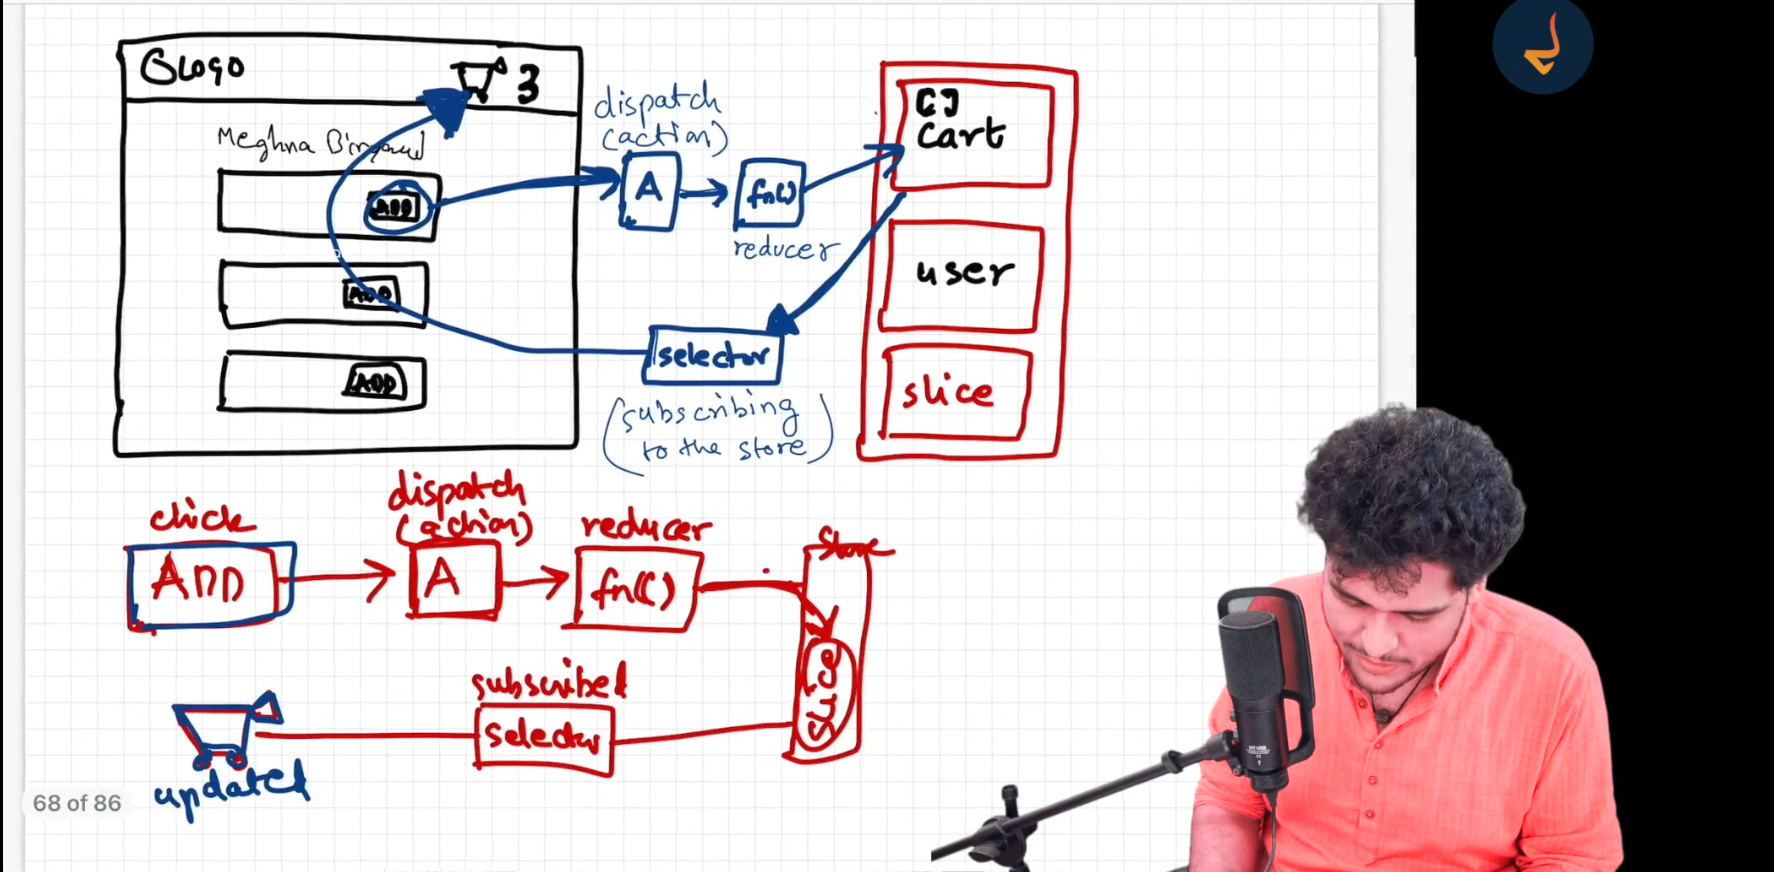 Logo
3
Meghna Biryani
ADD
ADD
ADD
dispatch
(action)
A
fn()
reducer
[]
cart
user
slice
selector
(subscribing
to the store)
click
ADD
dispatch
(action)
A
reducer
fn()
Store
slice
subscribed
selector
updated
68 of 86